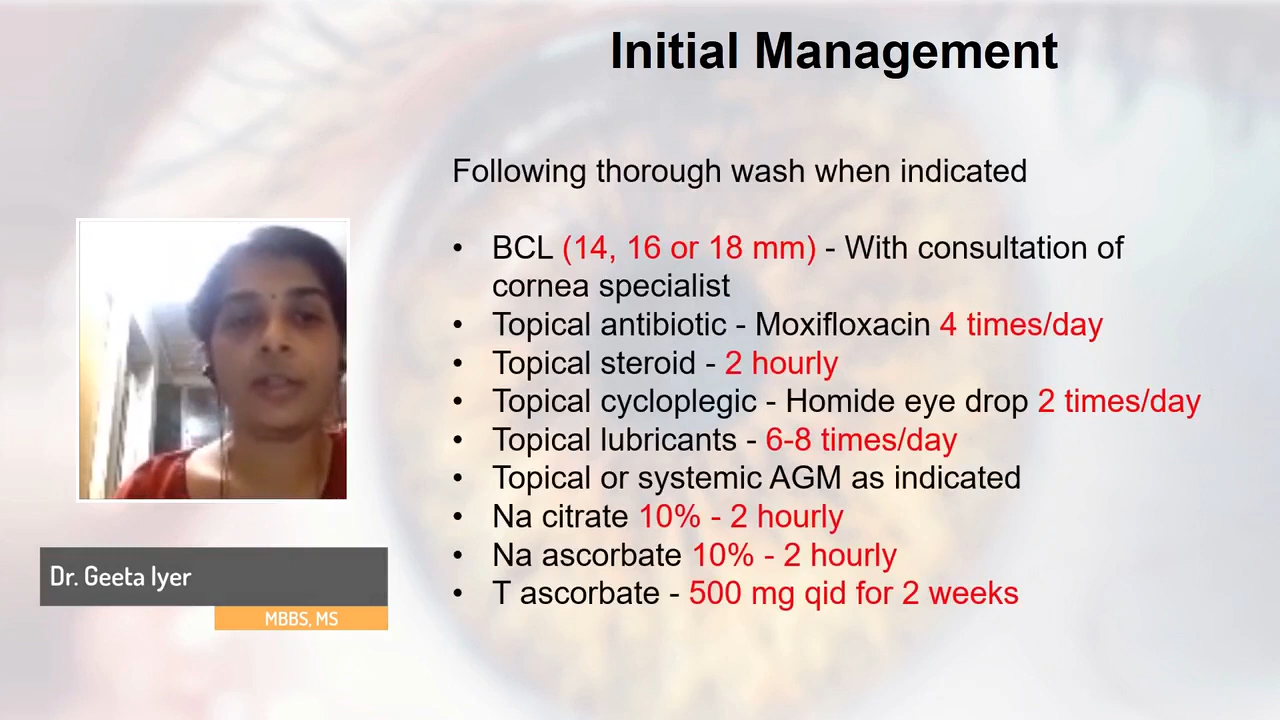 Initial Management
Following thorough wash when indicated
• BCL (14, 16 or 18 mm) - With consultation of
cornea specialist
• Topical antibiotic - Moxifloxacin 4 times/day
• Topical steroid - 2 hourly
• Topical cycloplegic - Homide eye drop 2 times/day
• Topical lubricants - 6-8 times/day
• Topical or systemic AGM as indicated
• Na citrate 10% - 2 hourly
• Na ascorbate 10% - 2 hourly
• T ascorbate - 500 mg qid for 2 weeks
Dr. Geeta Iyer
MBBS, MS